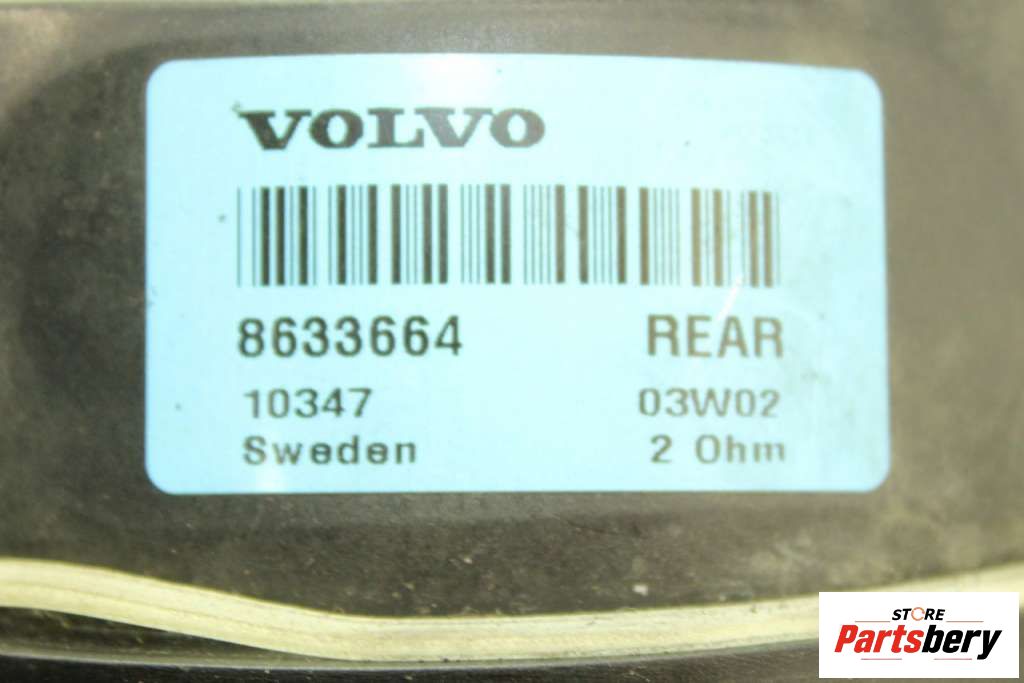 VOLVO
8633664 REAR
10347 03W02
Sweden 2 Ohm
STORE
Partsbery